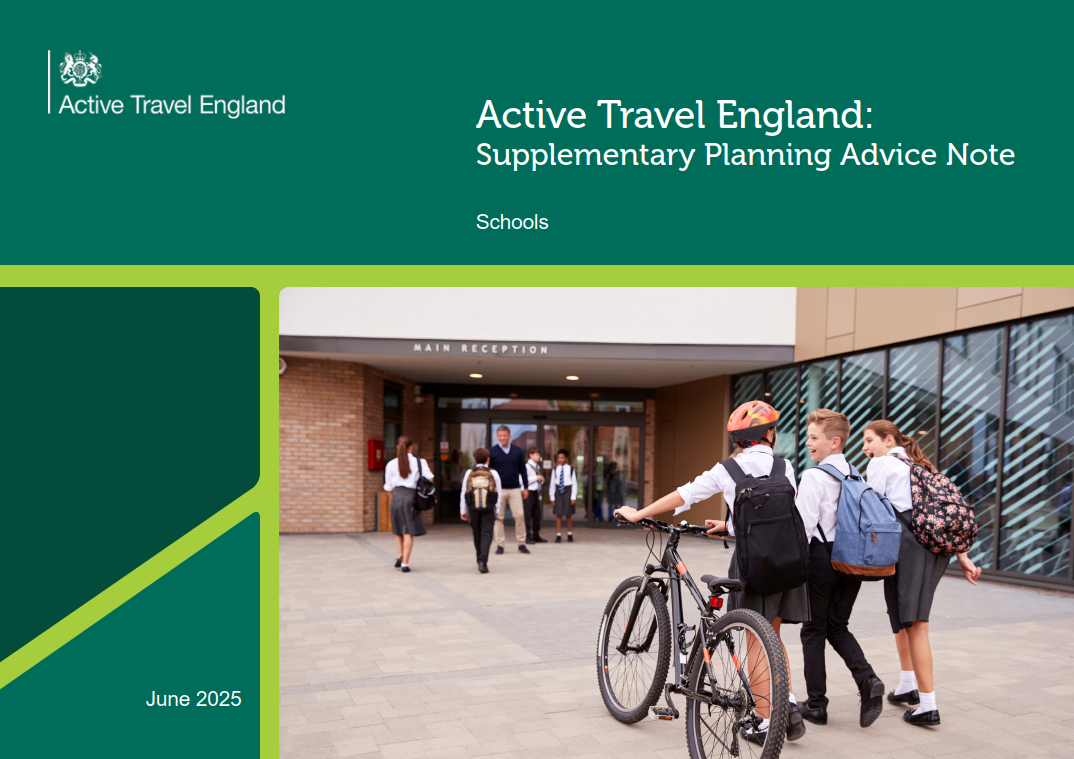 Active Travel England
Active Travel England:
Supplementary Planning Advice Note
Schools
MAIN RECEPTION
June 2025